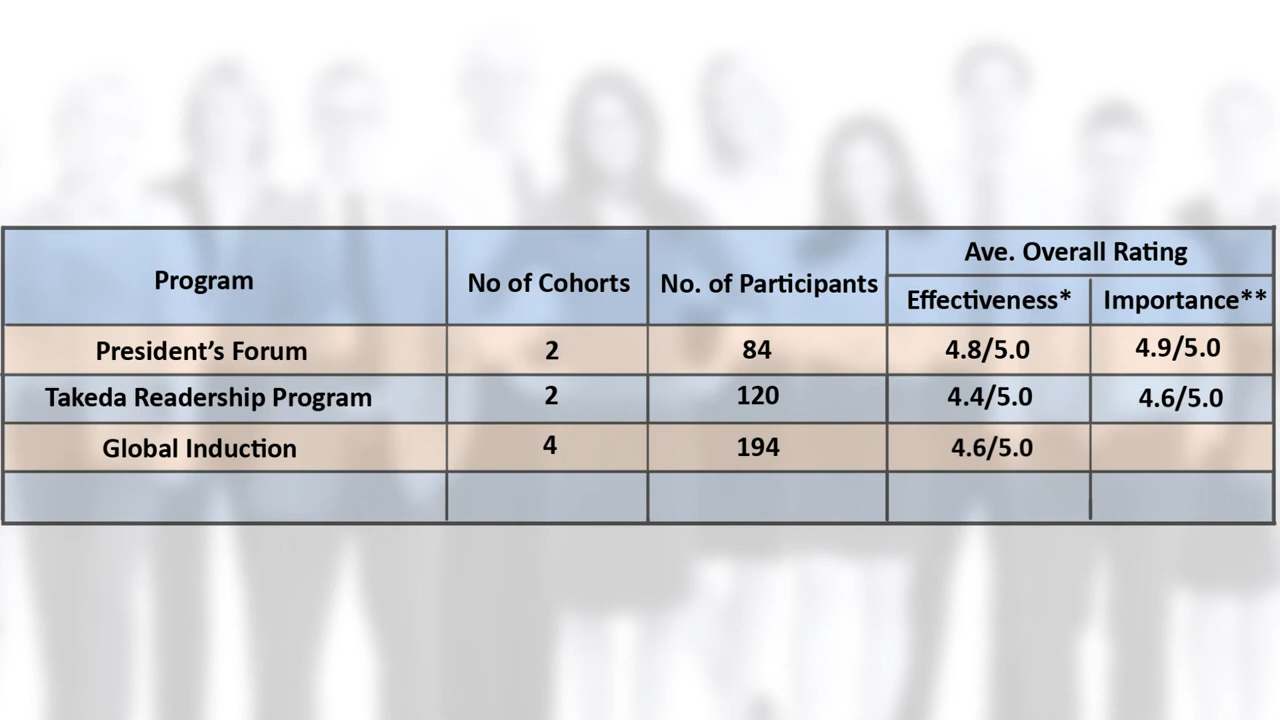 Program No of Cohorts No. of Participants Ave. Overall Rating
Effectiveness* Importance**
President’s Forum 2 84 4.8/5.0 4.9/5.0
Takeda Readership Program 2 120 4.4/5.0 4.6/5.0
Global Induction 4 194 4.6/5.0